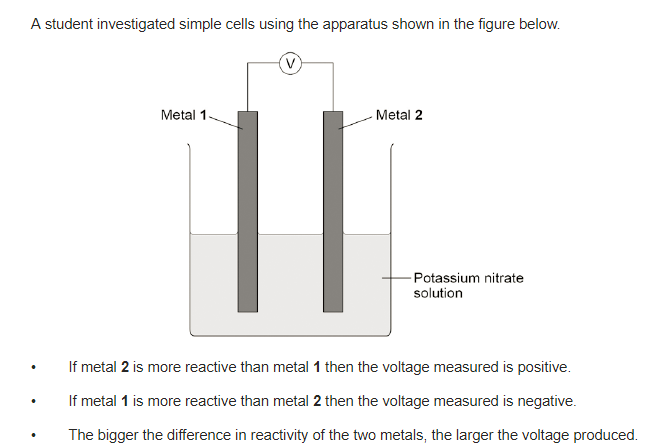 A student investigated simple cells using the apparatus shown in the figure below.
V
Metal 1
Metal 2
Potassium nitrate
solution
• If metal 2 is more reactive than metal 1 then the voltage measured is positive.
• If metal 1 is more reactive than metal 2 then the voltage measured is negative.
• The bigger the difference in reactivity of the two metals, the larger the voltage produced.